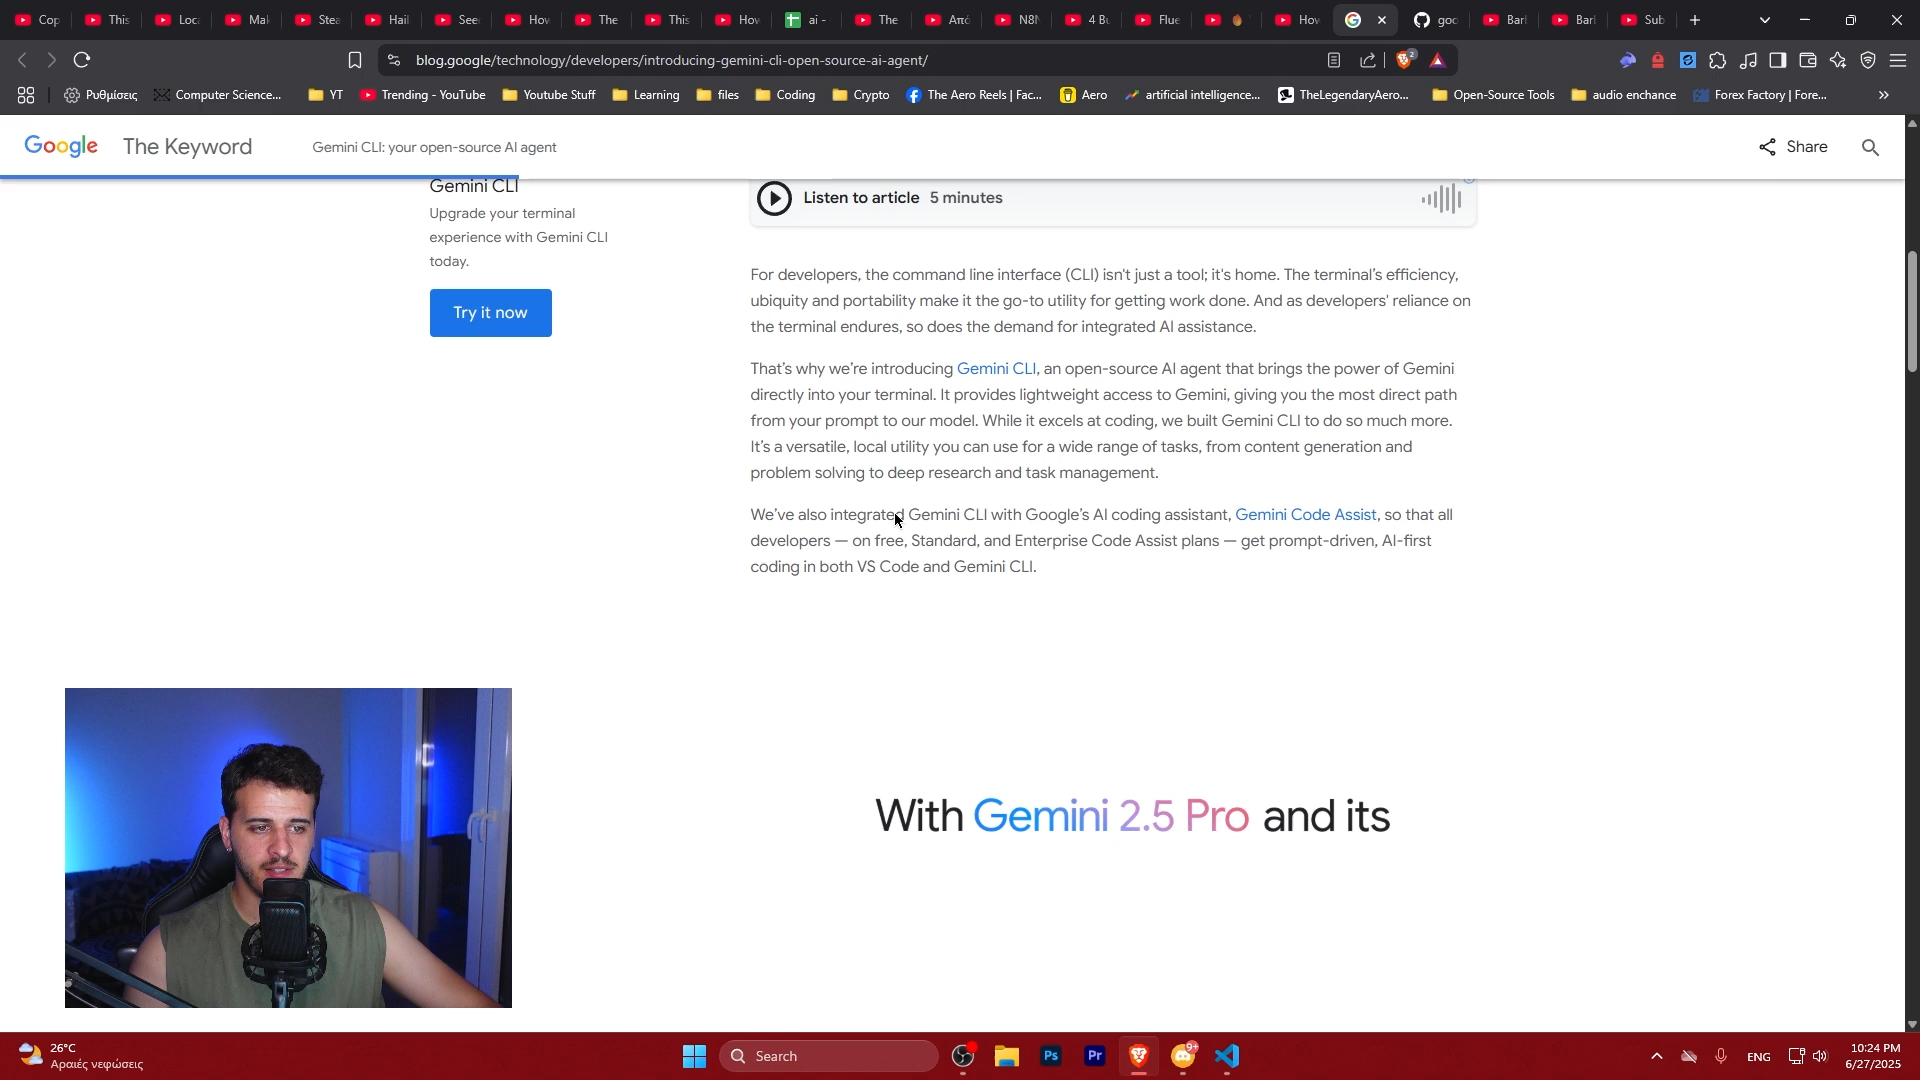 Cop
This
Loca
Mak
Stea
Hail
See
How
The
This
How
ai -
The
Από
N8N
4 Bu
Flue
How
goo
Barl
Barl
Sub
blog.google/technology/developers/introducing-gemini-cli-open-source-ai-agent/
2
Ρυθμίσεις
Computer Science...
YT
Trending - YouTube
Youtube Stuff
Learning
files
Coding
Crypto
The Aero Reels | Fac...
Aero
artificial intelligence...
TheLegendaryAero...
Open-Source Tools
audio enchance
Forex Factory | Fore...
Google The Keyword
Gemini CLI: your open-source AI agent
Share
Gemini CLI
Upgrade your terminal
experience with Gemini CLI
today.
Try it now
Listen to article 5 minutes
For developers, the command line interface (CLI) isn't just a tool; it's home. The terminal's efficiency,
ubiquity and portability make it the go-to utility for getting work done. And as developers' reliance on
the terminal endures, so does the demand for integrated AI assistance.
That's why we're introducing Gemini CLI, an open-source AI agent that brings the power of Gemini
directly into your terminal. It provides lightweight access to Gemini, giving you the most direct path
from your prompt to our model. While it excels at coding, we built Gemini CLI to do so much more.
It's a versatile, local utility you can use for a wide range of tasks, from content generation and
problem solving to deep research and task management.
We've also integrated Gemini CLI with Google's AI coding assistant, Gemini Code Assist, so that all
developers — on free, Standard, and Enterprise Code Assist plans — get prompt-driven, AI-first
coding in both VS Code and Gemini CLI.
With Gemini 2.5 Pro and its
26°C
Αραιές νεφώσεις
Search
Ps
Pr
9+
ENG
10:24 PM
6/27/2025